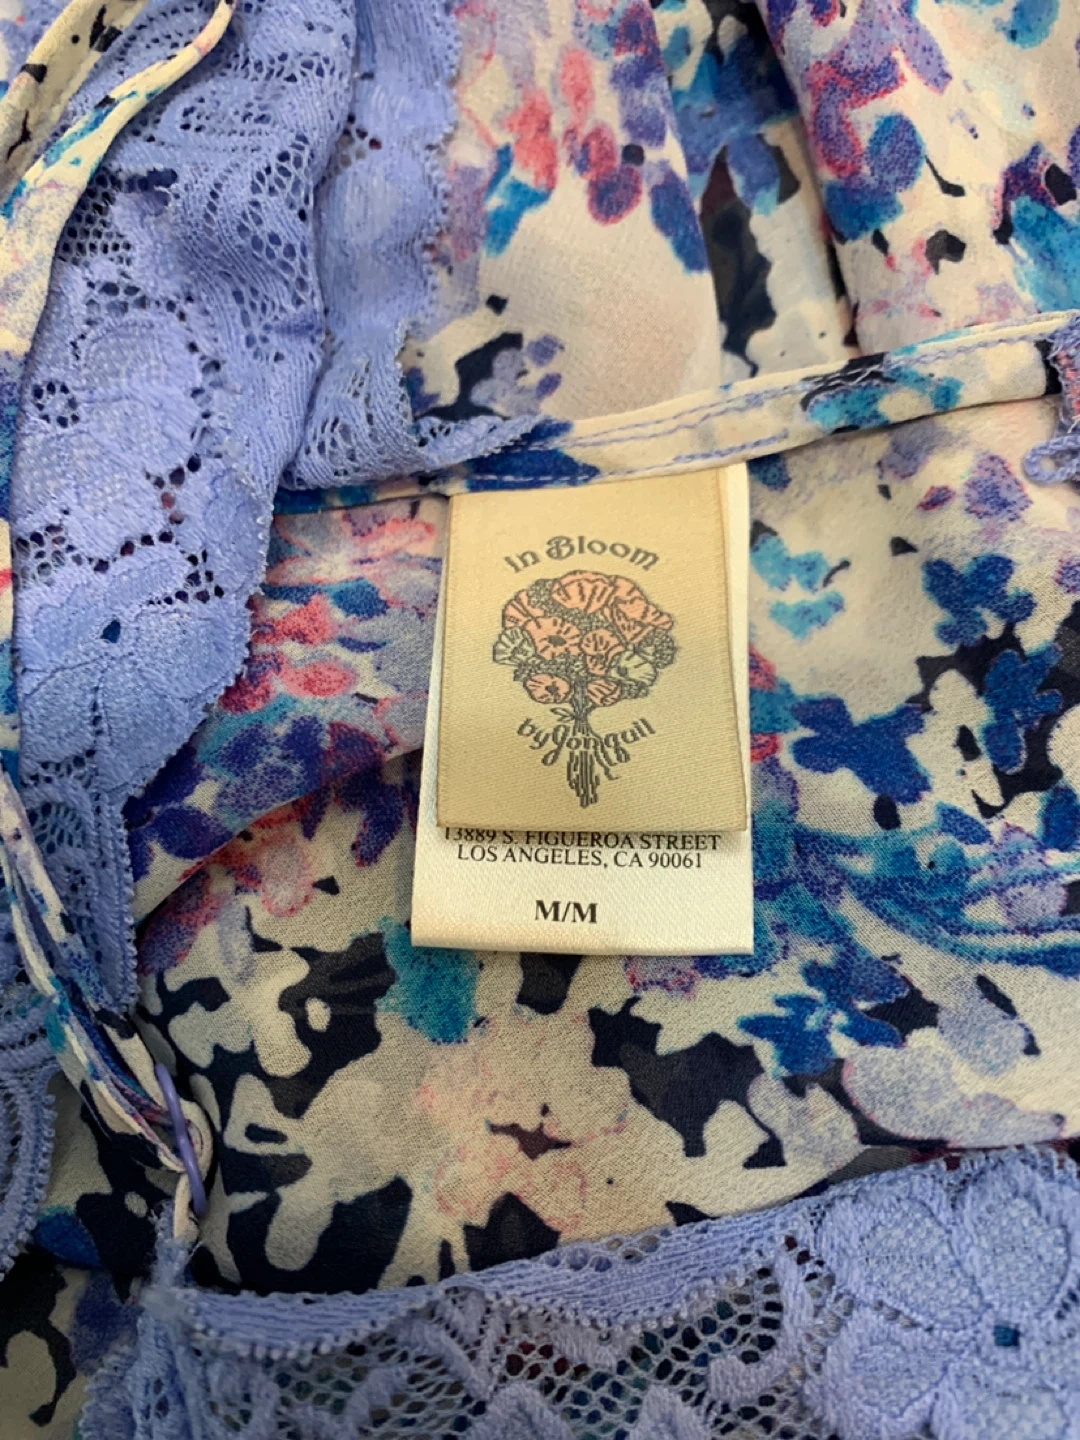 In Bloom
by Jonquil
13889 S. FIGUEROA STREET
LOS ANGELES, CA 90061
M/M